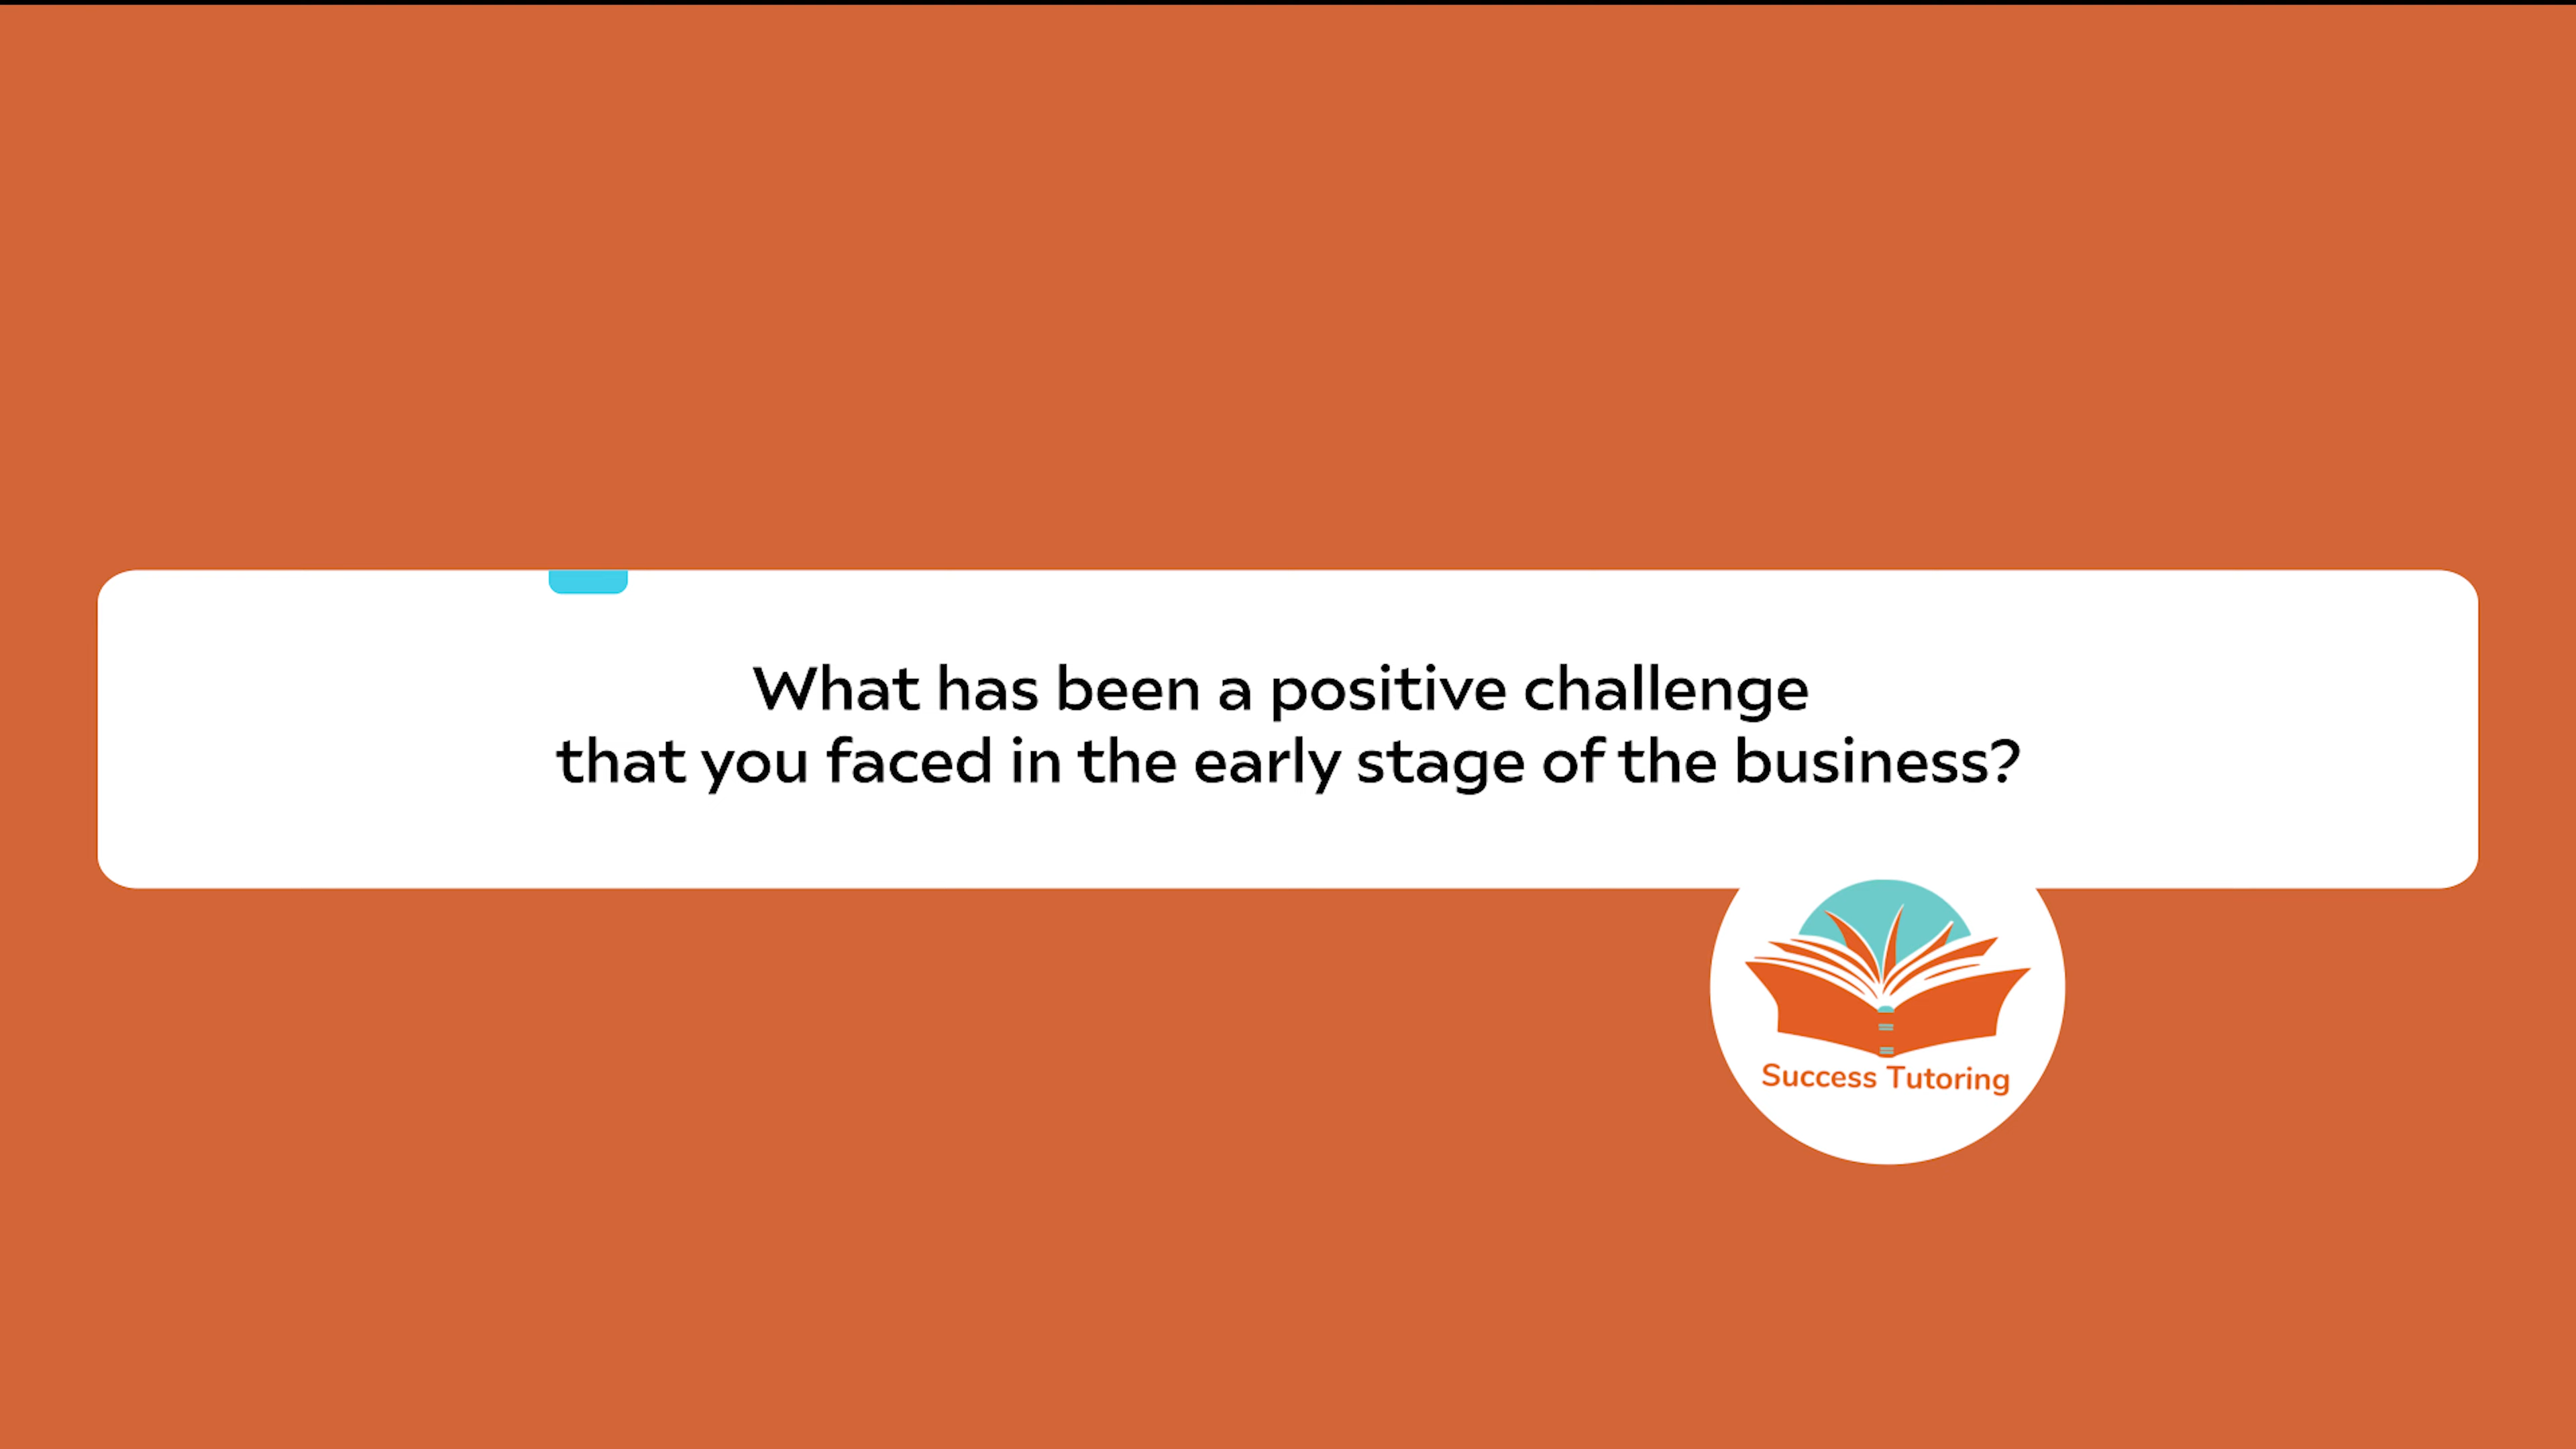 What has been a positive challenge
that you faced in the early stage of the business?
Success Tutoring